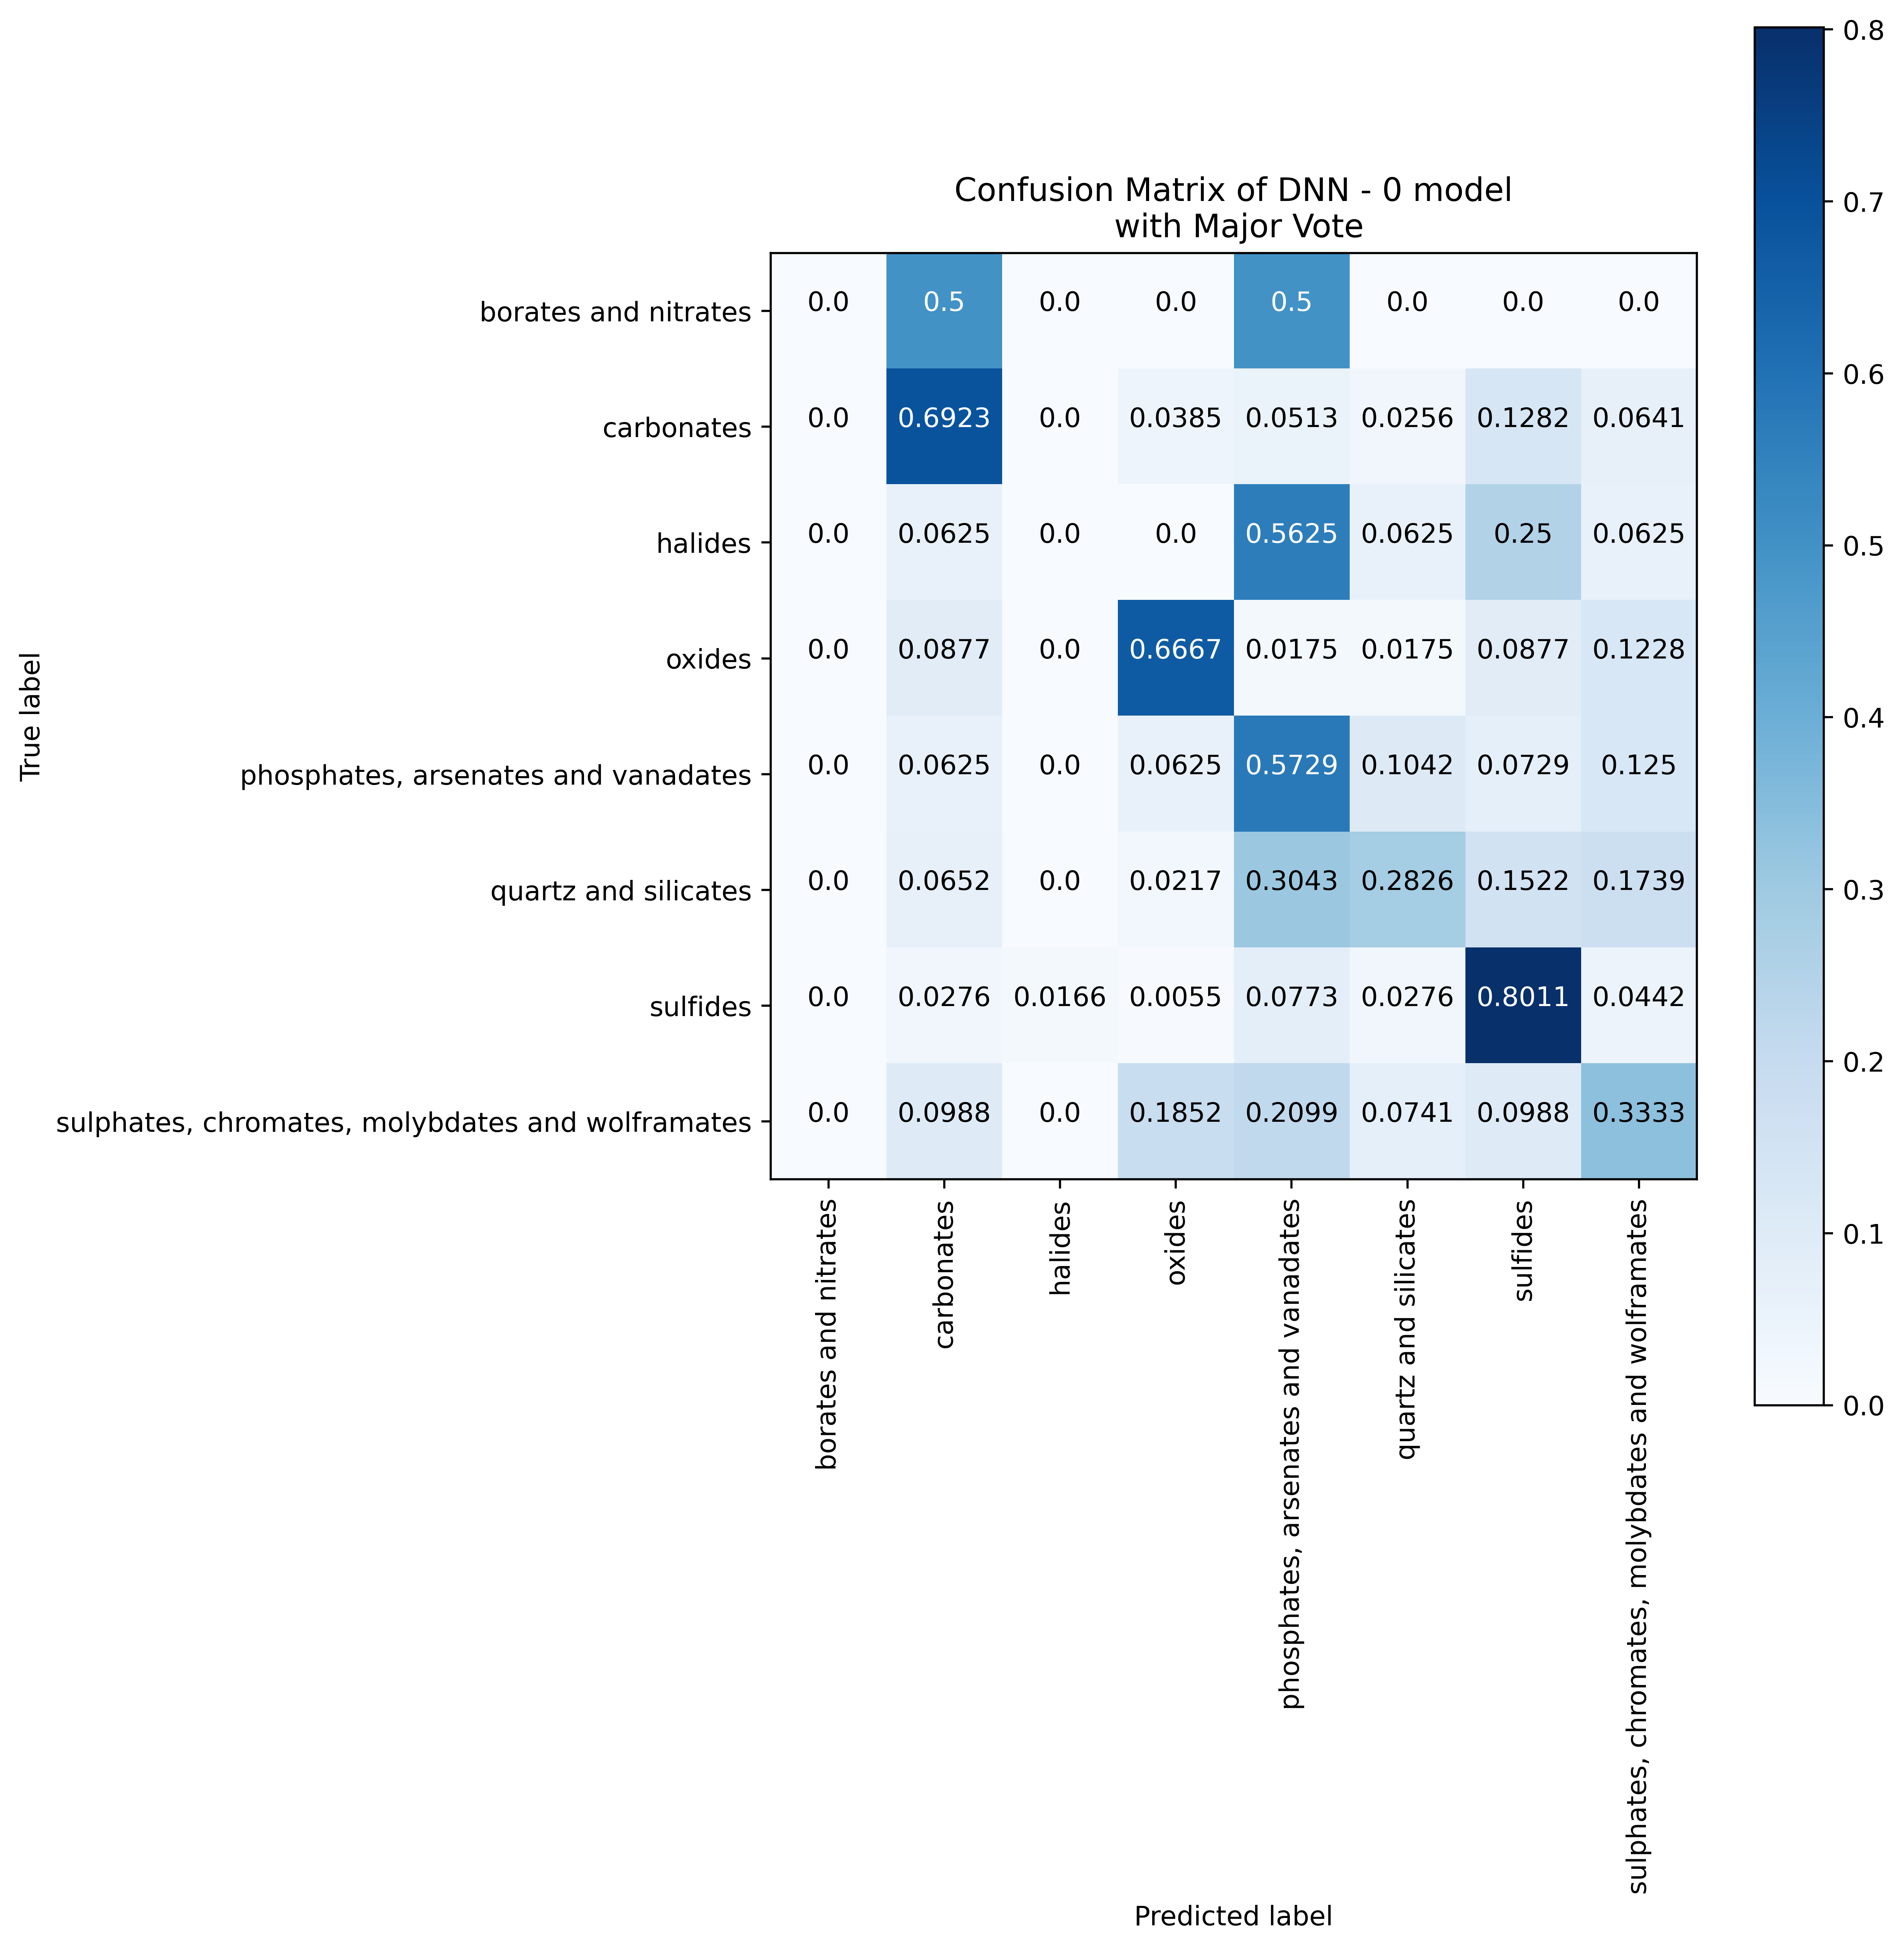 Confusion Matrix of DNN - 0 model
with Major Vote
True label
borates and nitrates 0.0 0.5 0.0 0.0 0.5 0.0 0.0 0.0
carbonates 0.0 0.6923 0.0 0.0385 0.0513 0.0256 0.1282 0.0641
halides 0.0 0.0625 0.0 0.0 0.5625 0.0625 0.25 0.0625
oxides 0.0 0.0877 0.0 0.6667 0.0175 0.0175 0.0877 0.1228
phosphates, arsenates and vanadates 0.0 0.0625 0.0 0.0625 0.5729 0.1042 0.0729 0.125
quartz and silicates 0.0 0.0652 0.0 0.0217 0.3043 0.2826 0.1522 0.1739
sulfides 0.0 0.0276 0.0166 0.0055 0.0773 0.0276 0.8011 0.0442
sulphates, chromates, molybdates and wolframates 0.0 0.0988 0.0 0.1852 0.2099 0.0741 0.0988 0.3333
borates and nitrates
carbonates
halides
oxides
phosphates, arsenates and vanadates
quartz and silicates
sulfides
sulphates, chromates, molybdates and wolframates
Predicted label
0.8
0.7
0.6
0.5
0.4
0.3
0.2
0.1
0.0